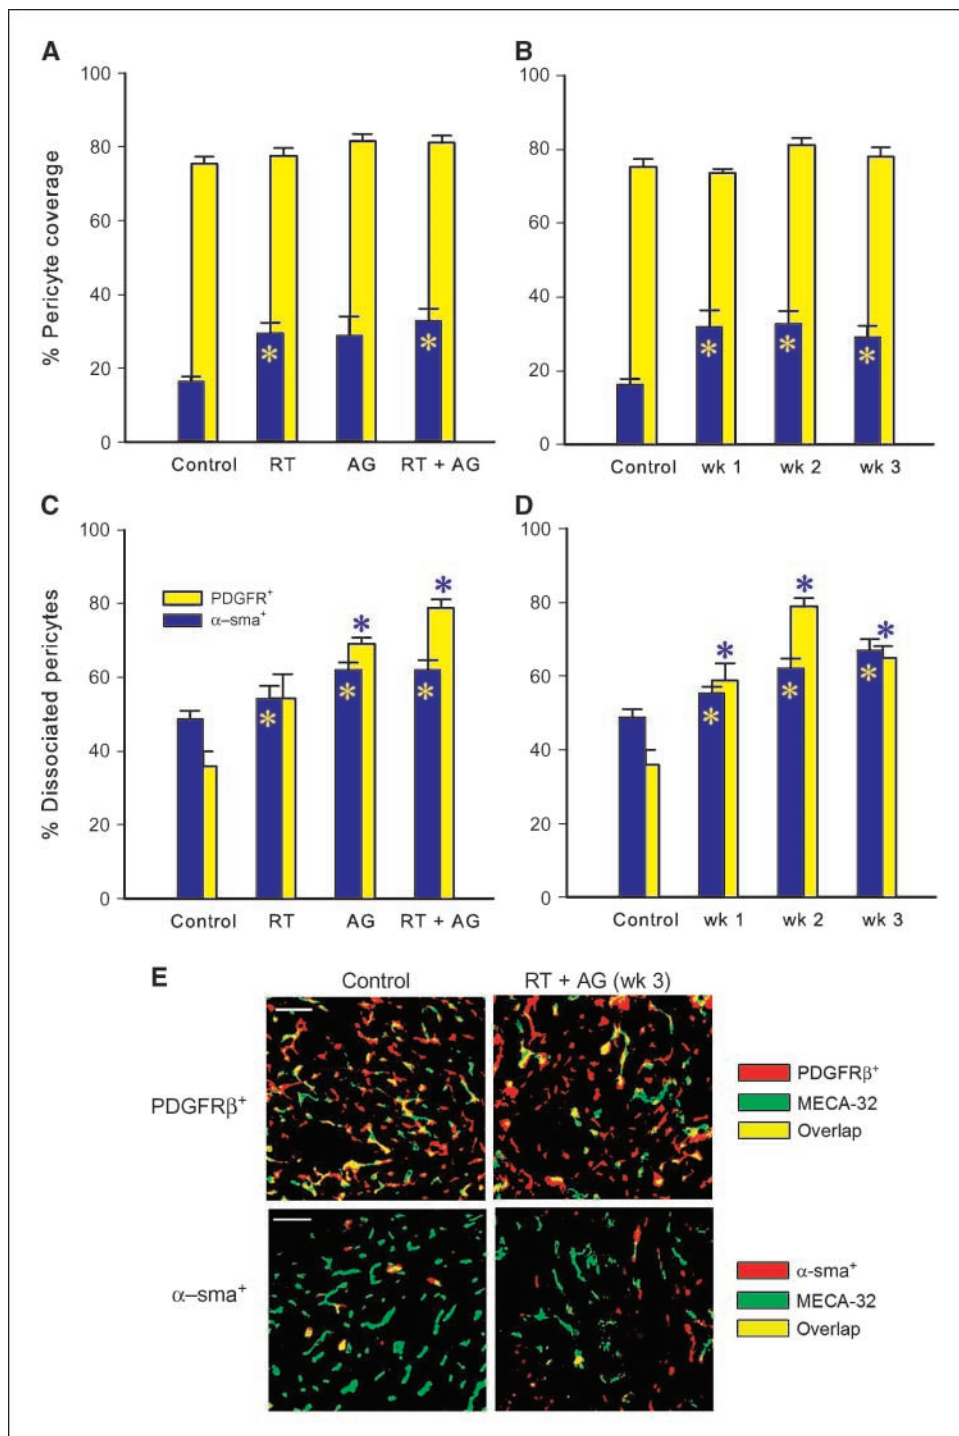 A
% Pericyte coverage
100
80
60
40
20
0
*
*
Control RT AG RT + AG
B
100
80
60
40
20
0
* * *
Control wk 1 wk 2 wk 3
C
% Dissociated pericytes
100
80
60
40
20
0
PDGFR⁺
α–sma⁺
* *
* * *
Control RT AG RT + AG
D
100
80
60
40
20
0
* * *
* * *
Control wk 1 wk 2 wk 3
E
Control RT + AG (wk 3)
PDGFRβ⁺
PDGFRβ⁺
MECA-32
Overlap
α–sma⁺
α-sma⁺
MECA-32
Overlap